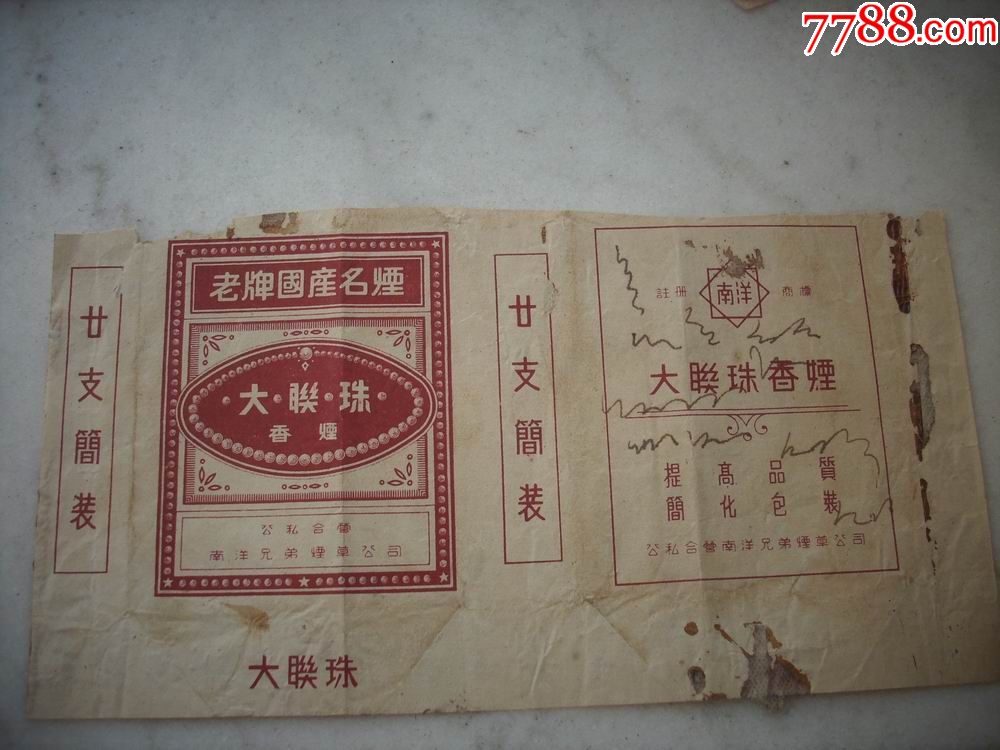 7788.com
廿支簡装
老牌國産名煙
大·聯·珠
香煙
公私合營
南洋兄弟煙草公司
大聯珠
廿支簡装
註册 南洋 商標
大聯珠香煙
提高品質
簡化包裝
公私合營南洋兄弟煙草公司